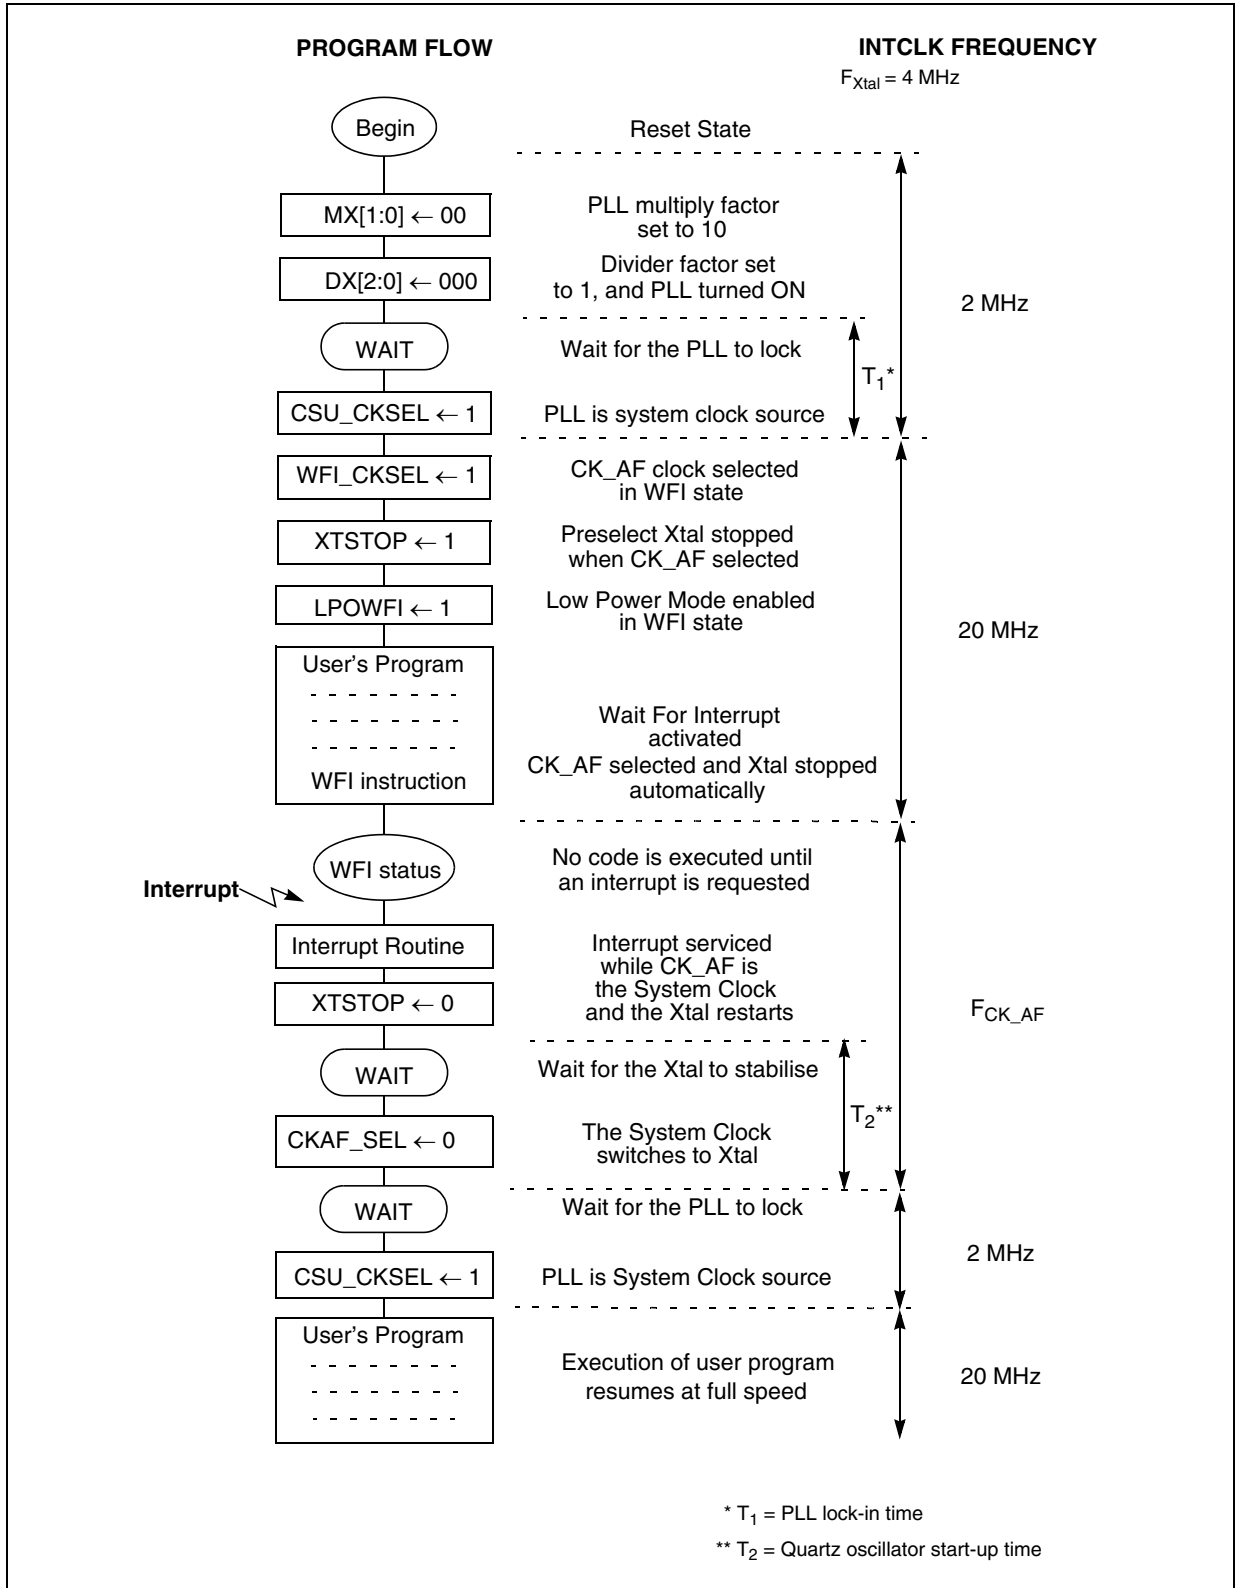 PROGRAM FLOW
INTCLK FREQUENCY
F_Xtal = 4 MHz
Begin
Reset State
MX[1:0] ← 00
PLL multiply factor
set to 10
DX[2:0] ← 000
Divider factor set
to 1, and PLL turned ON
2 MHz
WAIT
Wait for the PLL to lock
T1*
CSU_CKSEL ← 1
PLL is system clock source
WFI_CKSEL ← 1
CK_AF clock selected
in WFI state
XTSTOP ← 1
Preselect Xtal stopped
when CK_AF selected
LPOWFI ← 1
Low Power Mode enabled
in WFI state
20 MHz
User's Program
Wait For Interrupt
activated
WFI instruction
CK_AF selected and Xtal stopped
automatically
WFI status
No code is executed until
an interrupt is requested
Interrupt
Interrupt Routine
Interrupt serviced
while CK_AF is
the System Clock
and the Xtal restarts
XTSTOP ← 0
F_CK_AF
WAIT
Wait for the Xtal to stabilise
T2**
CKAF_SEL ← 0
The System Clock
switches to Xtal
WAIT
Wait for the PLL to lock
2 MHz
CSU_CKSEL ← 1
PLL is System Clock source
User's Program
Execution of user program
resumes at full speed
20 MHz
* T1 = PLL lock-in time
** T2 = Quartz oscillator start-up time